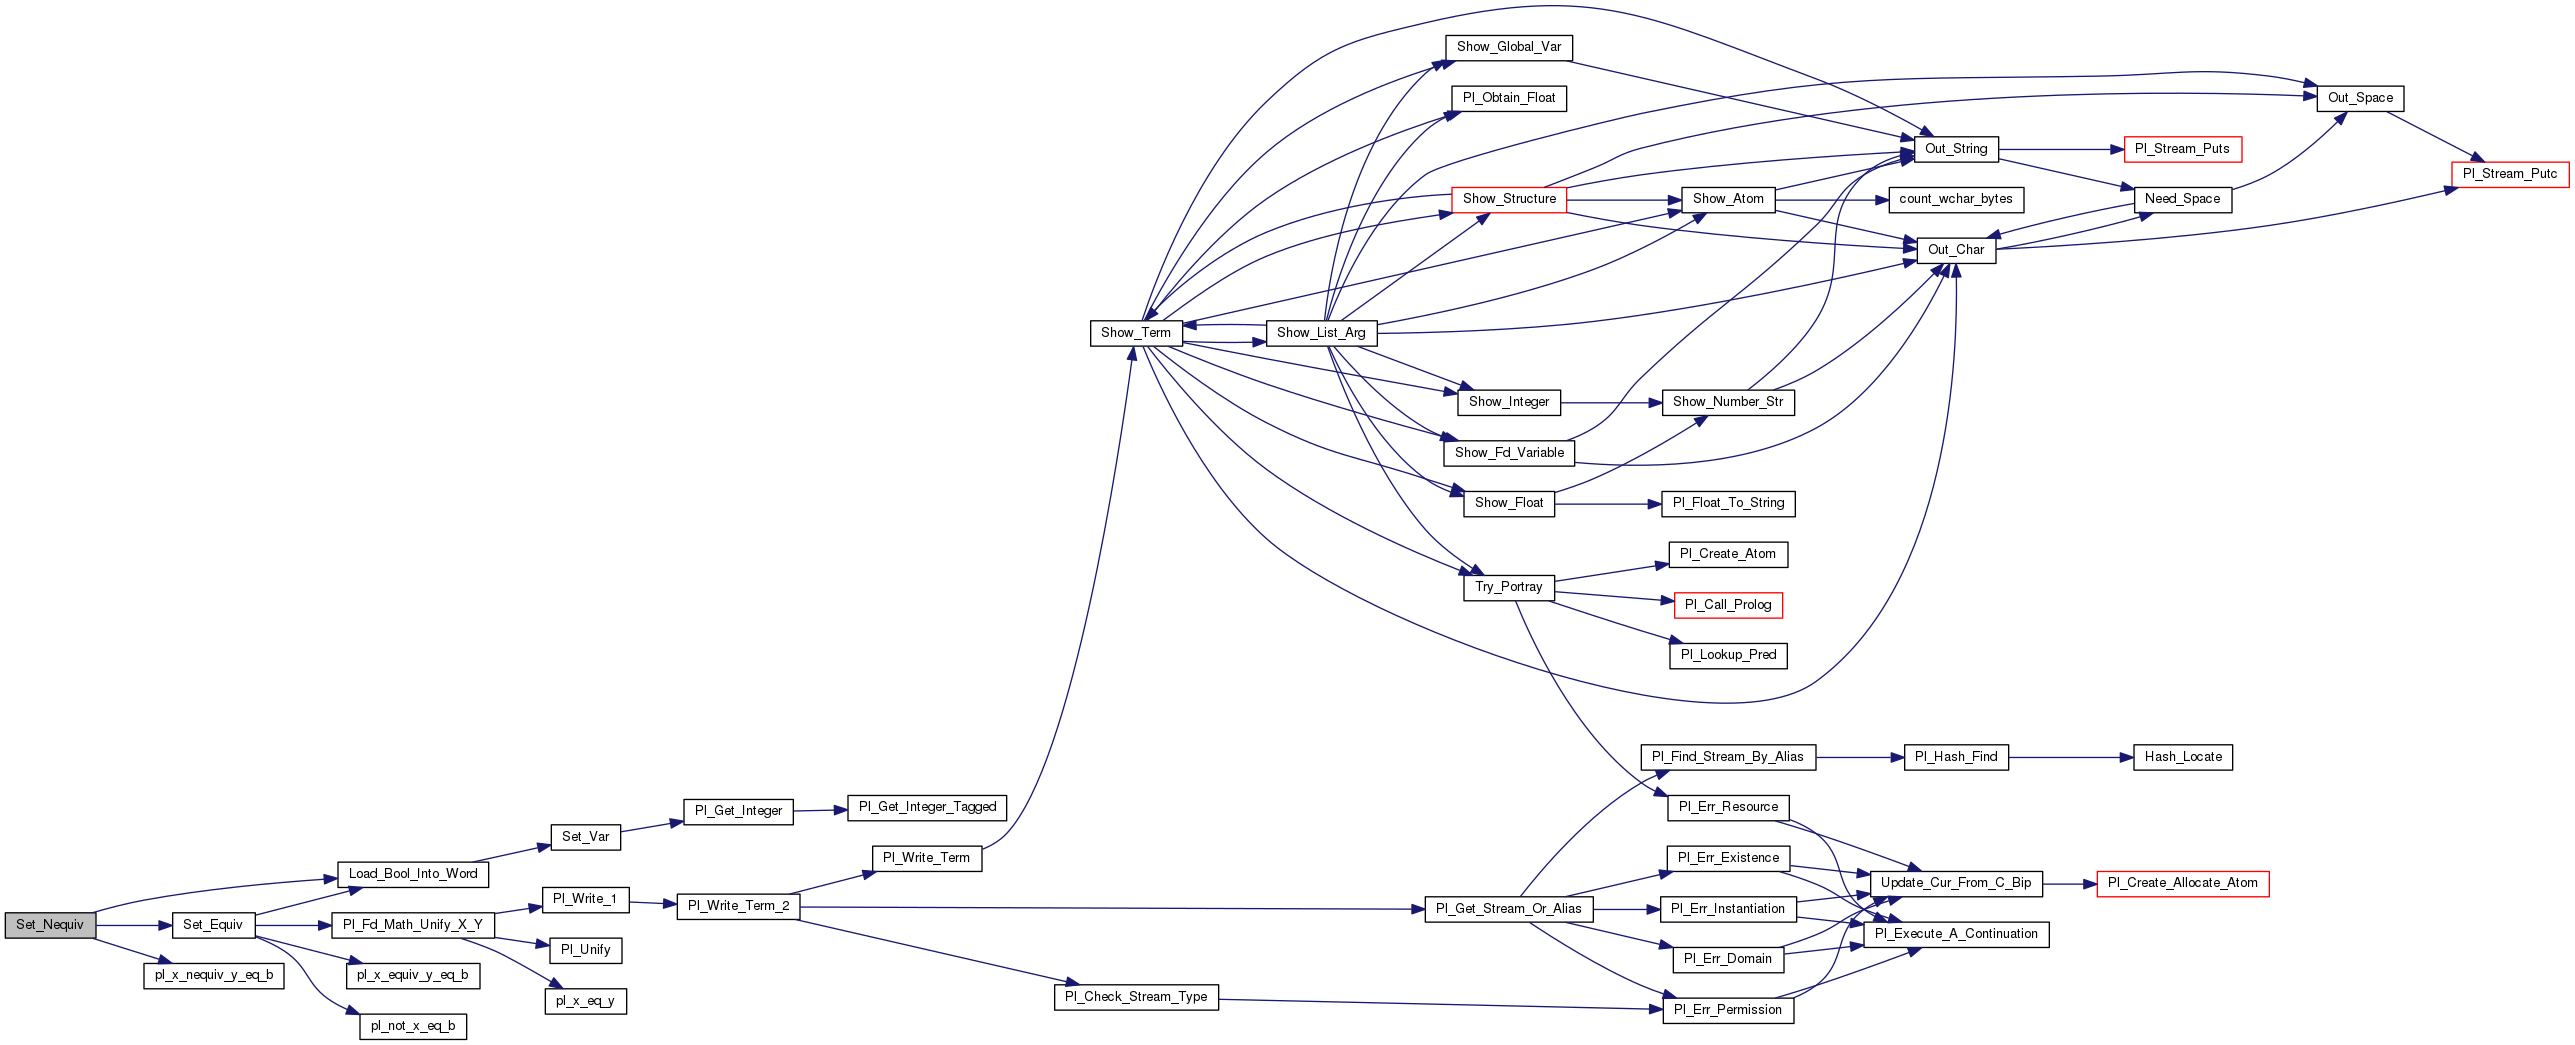 Show_Global_Var
Pl_Obtain_Float
Out_Space
Out_String
Pl_Stream_Puts
Pl_Stream_Putc
Show_Structure
Show_Atom
count_wchar_bytes
Need_Space
Out_Char
Show_Term
Show_List_Arg
Show_Integer
Show_Number_Str
Show_Fd_Variable
Show_Float
Pl_Float_To_String
Pl_Create_Atom
Try_Portray
Pl_Call_Prolog
Pl_Lookup_Pred
Pl_Find_Stream_By_Alias
Pl_Hash_Find
Hash_Locate
Pl_Get_Integer
Pl_Get_Integer_Tagged
Pl_Err_Resource
Set_Var
Pl_Write_Term
Pl_Err_Existence
Load_Bool_Into_Word
Update_Cur_From_C_Bip
Pl_Create_Allocate_Atom
Pl_Write_1
Pl_Write_Term_2
Pl_Get_Stream_Or_Alias
Pl_Err_Instantiation
Set_Nequiv
Set_Equiv
Pl_Fd_Math_Unify_X_Y
Pl_Execute_A_Continuation
Pl_Unify
Pl_Err_Domain
pl_x_nequiv_y_eq_b
pl_x_equiv_y_eq_b
pl_x_eq_y
Pl_Check_Stream_Type
Pl_Err_Permission
pl_not_x_eq_b